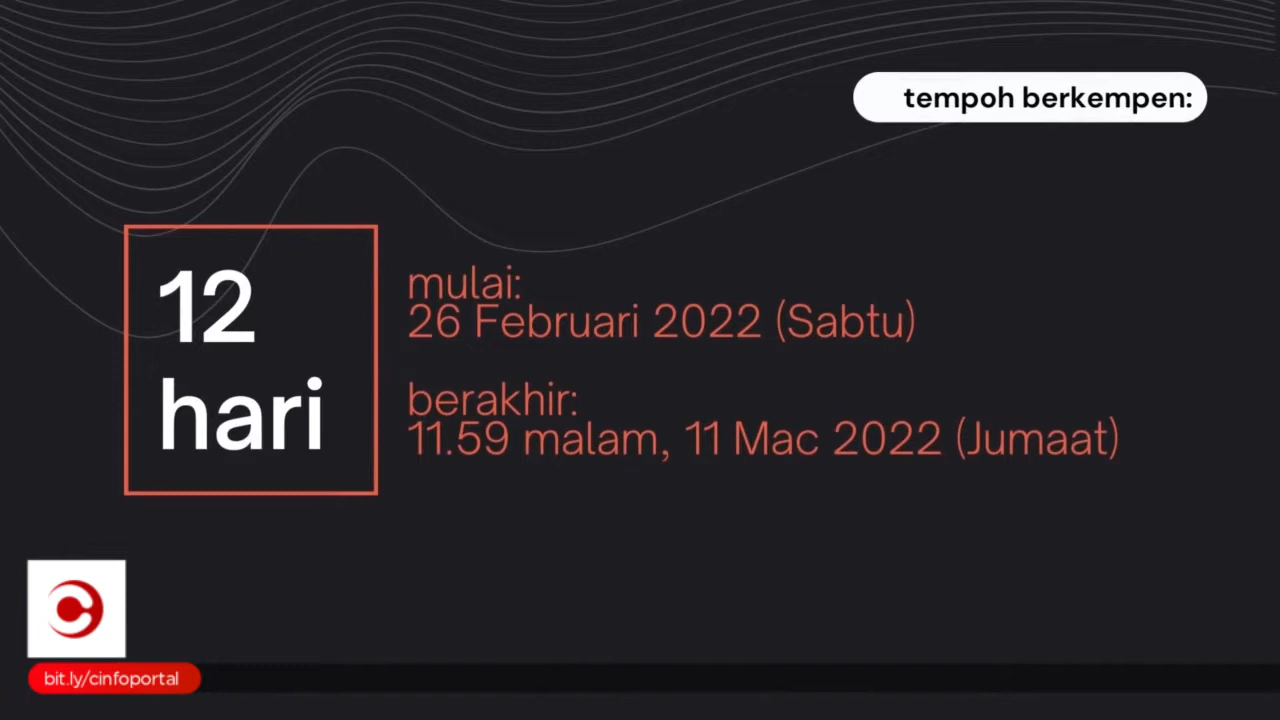 tempoh berkempen:
12
hari
mulai:
26 Februari 2022 (Sabtu)
berakhir:
11.59 malam, 11 Mac 2022 (Jumaat)
bit.ly/cinfoportal